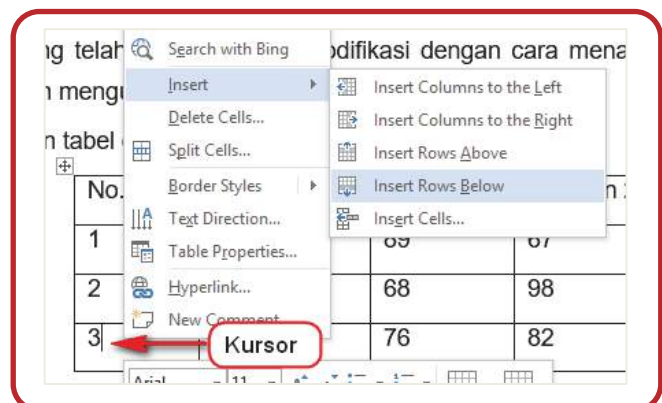 ng telah Search with Bing odifikasi dengan cara mena
Insert
Insert Columns to the Left
Delete Cells...
Insert Columns to the Right
n tabel
Split Cells...
Insert Rows Above
No.
Border Styles
Insert Rows Below
Text Direction...
Insert Cells...
1
Table Properties...
89 67
2 Hyperlink... 68 98
New Comment
3 Kursor 76 82
Arial 11